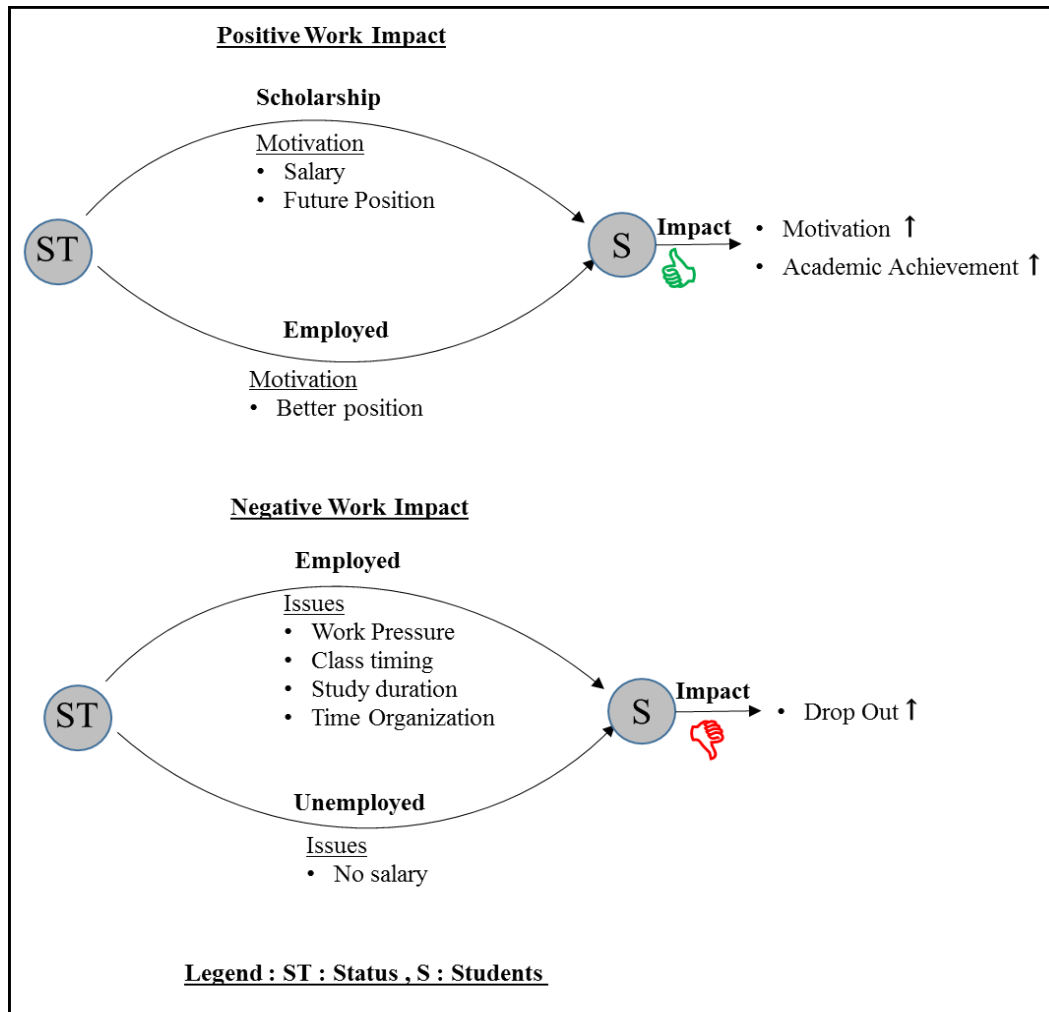 Positive Work Impact
Scholarship
Motivation
• Salary
• Future Position
ST
S
Impact
• Motivation ↑
• Academic Achievement ↑
Employed
Motivation
• Better position
Negative Work Impact
Employed
Issues
• Work Pressure
• Class timing
• Study duration
• Time Organization
ST
S
Impact
• Drop Out ↑
Unemployed
Issues
• No salary
Legend : ST : Status , S : Students